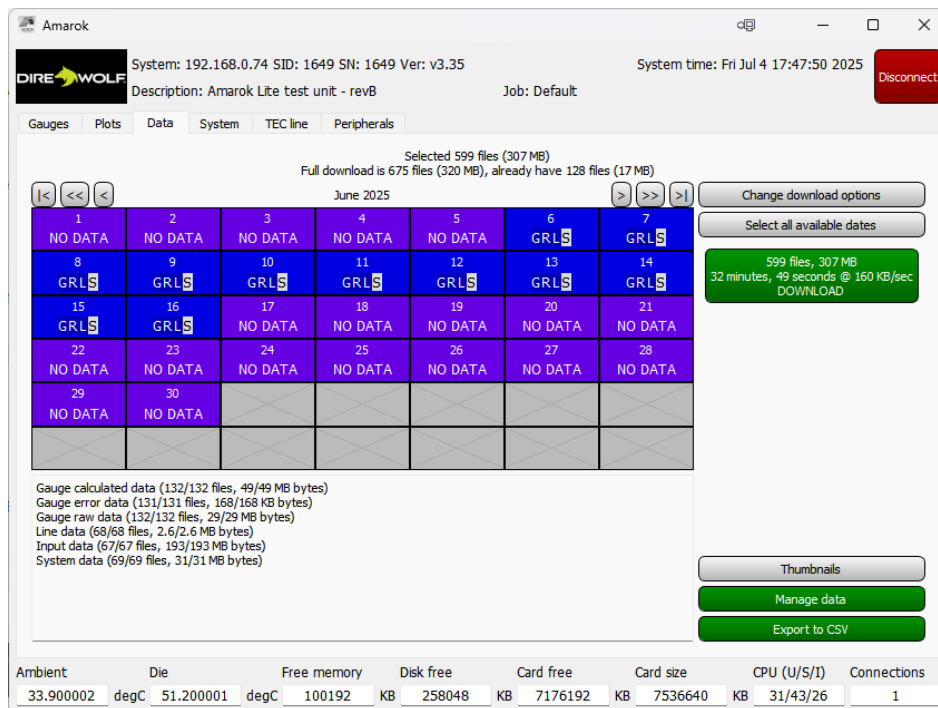 Amarok
DIRE WOLF
System: 192.168.0.74 SID: 1649 SN: 1649 Ver: v3.35
System time: Fri Jul 4 17:47:50 2025
Disconnect
Description: Amarok Lite test unit - revB
Job: Default
Gauges Plots Data System TEC line Peripherals
Selected 599 files (307 MB)
Full download is 675 files (320 MB), already have 128 files (17 MB)
|< << < June 2025 > >> >|
1 2 3 4 5 6 7
NO DATA NO DATA NO DATA NO DATA NO DATA GRLS GRLS
8 9 10 11 12 13 14
GRLS GRLS GRLS GRLS GRLS GRLS GRLS
15 16 17 18 19 20 21
GRLS GRLS NO DATA NO DATA NO DATA NO DATA NO DATA
22 23 24 25 26 27 28
NO DATA NO DATA NO DATA NO DATA NO DATA NO DATA NO DATA
29 30
NO DATA NO DATA
Change download options
Select all available dates
599 files, 307 MB
32 minutes, 49 seconds @ 160 KB/sec
DOWNLOAD
Gauge calculated data (132/132 files, 49/49 MB bytes)
Gauge error data (131/131 files, 168/168 KB bytes)
Gauge raw data (132/132 files, 29/29 MB bytes)
Line data (68/68 files, 2.6/2.6 MB bytes)
Input data (67/67 files, 193/193 MB bytes)
System data (69/69 files, 31/31 MB bytes)
Thumbnails
Manage data
Export to CSV
Ambient Die Free memory Disk free Card free Card size CPU (U/S/I) Connections
33.900002 degC 51.200001 degC 100192 KB 258048 KB 7176192 KB 7536640 KB 31/43/26 1